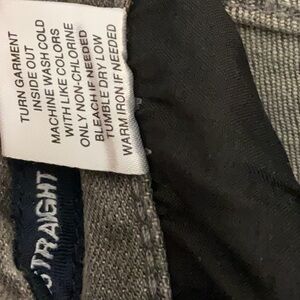 TURN GARMENT
INSIDE OUT
MACHINE WASH COLD
WITH LIKE COLORS
ONLY NON-CHLORINE
BLEACH IF NEEDED
TUMBLE DRY LOW
WARM IRON IF NEEDED
STRAIGHT